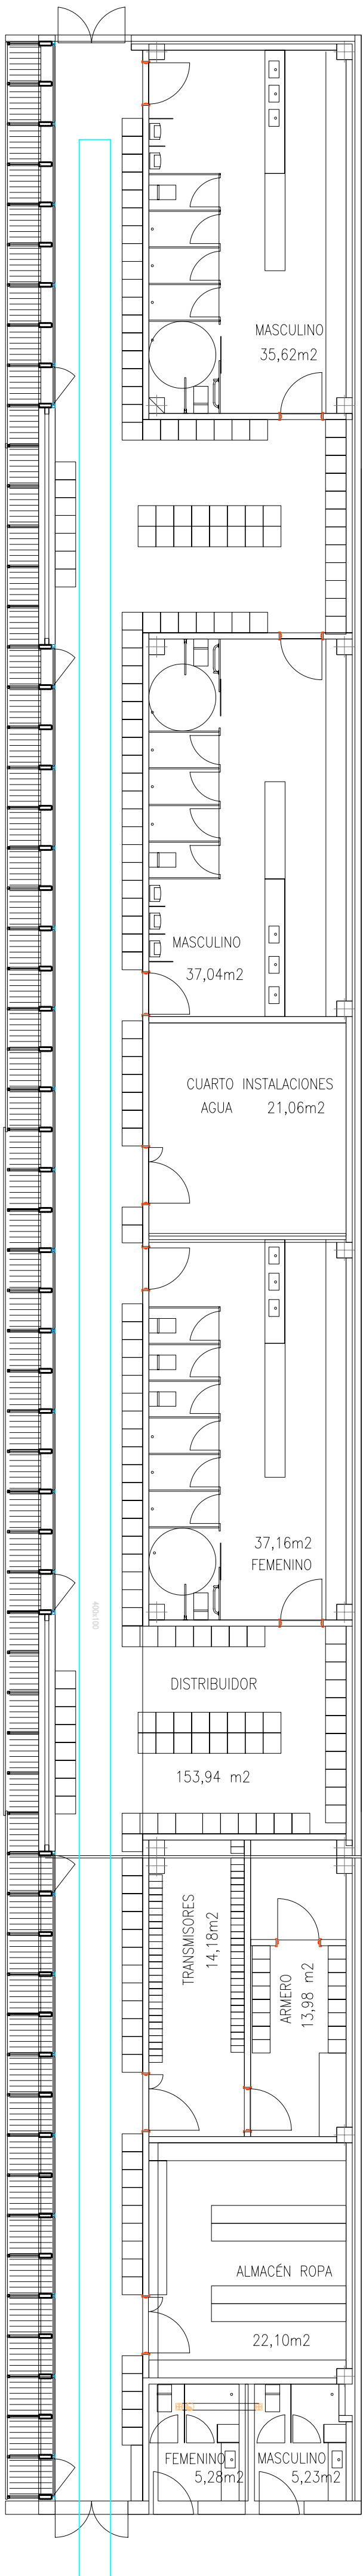 MASCULINO
35,62m2
MASCULINO
37,04m2
CUARTO INSTALACIONES
AGUA 21,06m2
37,16m2
FEMENINO
400x100
DISTRIBUIDOR
153,94 m2
TRANSMISORES
14,18m2
ARMERO
13,98 m2
ALMACÉN ROPA
22,10m2
FEMENINO
5,28m2
MASCULINO
5,23m2